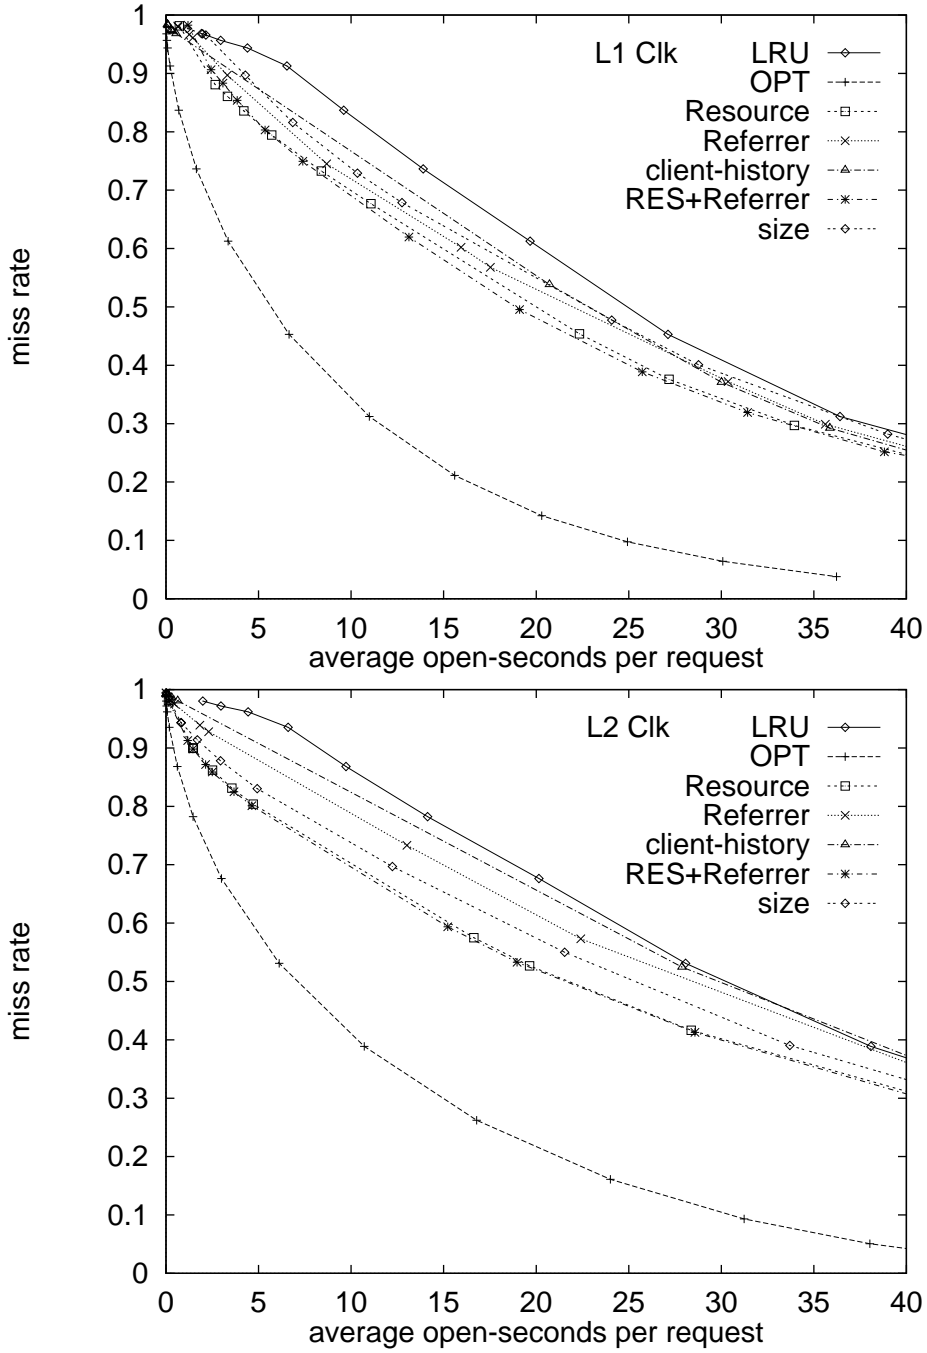 1
0.9
0.8
0.7
0.6
0.5
0.4
0.3
0.2
0.1
0
miss rate
L1 Clk
LRU
OPT
Resource
Referrer
client-history
RES+Referrer
size
0 5 10 15 20 25 30 35 40
average open-seconds per request
1
0.9
0.8
0.7
0.6
0.5
0.4
0.3
0.2
0.1
0
miss rate
L2 Clk
LRU
OPT
Resource
Referrer
client-history
RES+Referrer
size
0 5 10 15 20 25 30 35 40
average open-seconds per request